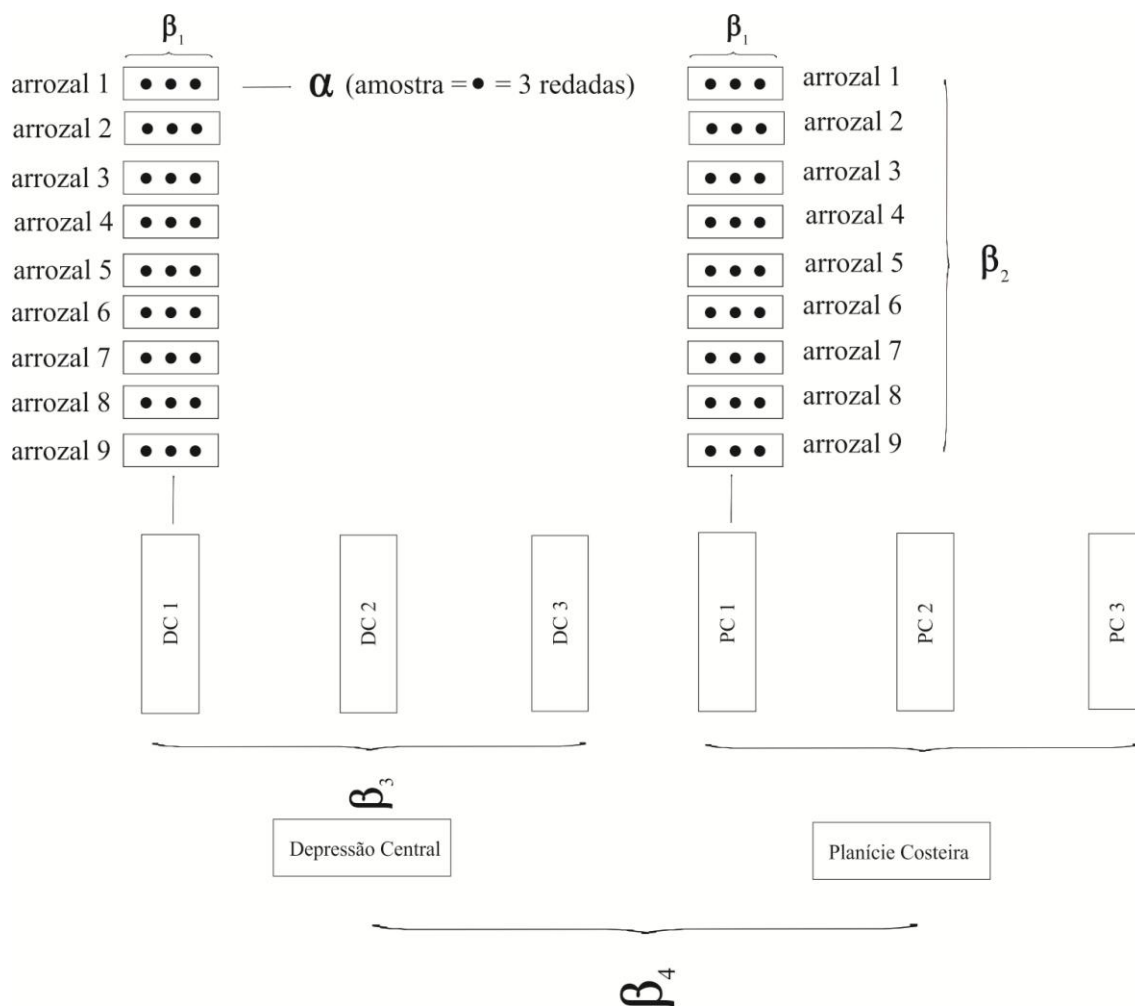 β1
β1
arrozal 1
α (amostra = ● = 3 redadas)
arrozal 1
arrozal 2
arrozal 2
arrozal 3
arrozal 3
arrozal 4
arrozal 4
arrozal 5
arrozal 5
β2
arrozal 6
arrozal 6
arrozal 7
arrozal 7
arrozal 8
arrozal 8
arrozal 9
arrozal 9
DC 1
DC 2
DC 3
PC 1
PC 2
PC 3
β3
Depressão Central
Planície Costeira
β4